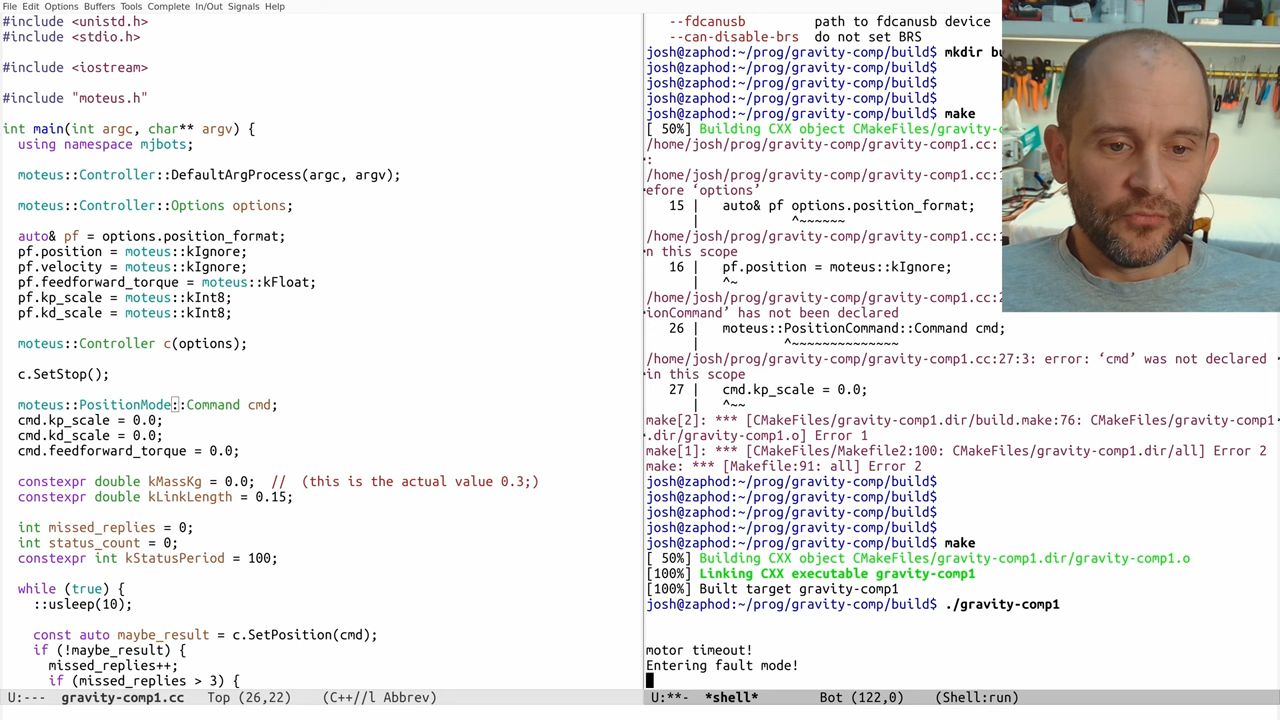 File Edit Options Buffers Tools Complete In/Out Signals Help
#include <unistd.h>
#include <stdio.h>
#include <iostream>
#include "moteus.h"
int main(int argc, char** argv) {
using namespace mjbots;
moteus::Controller::DefaultArgProcess(argc, argv);
moteus::Controller::Options options;
auto& pf = options.position_format;
pf.position = moteus::kIgnore;
pf.velocity = moteus::kIgnore;
pf.feedforward_torque = moteus::kFloat;
pf.kp_scale = moteus::kInt8;
pf.kd_scale = moteus::kInt8;
moteus::Controller c(options);
c.SetStop();
moteus::PositionMode::Command cmd;
cmd.kp_scale = 0.0;
cmd.kd_scale = 0.0;
cmd.feedforward_torque = 0.0;
constexpr double kMassKg = 0.0;  //  (this is the actual value 0.3;)
constexpr double kLinkLength = 0.15;
int missed_replies = 0;
int status_count = 0;
constexpr int kStatusPeriod = 100;
while (true) {
::usleep(10);
const auto maybe_result = c.SetPosition(cmd);
if (!maybe_result) {
missed_replies++;
if (missed_replies > 3) {
U:---  gravity-comp1.cc   Top (26,22)   (C++//l Abbrev)
--fdcanusb         path to fdcanusb device
--can-disable-brs  do not set BRS
josh@zaphod:~/prog/gravity-comp/build$ mkdir bu
josh@zaphod:~/prog/gravity-comp/build$
josh@zaphod:~/prog/gravity-comp/build$
josh@zaphod:~/prog/gravity-comp/build$
josh@zaphod:~/prog/gravity-comp/build$ make
[ 50%] Building CXX object CMakeFiles/gravity-c
/home/josh/prog/gravity-comp/gravity-comp1.cc:
:
/home/josh/prog/gravity-comp/gravity-comp1.cc:1
efore ‘options’
15 |   auto& pf options.position_format;
^~~~~~~
/home/josh/prog/gravity-comp/gravity-comp1.cc:1
n this scope
16 |   pf.position = moteus::kIgnore;
^~
/home/josh/prog/gravity-comp/gravity-comp1.cc:2
ionCommand’ has not been declared
26 |   moteus::PositionCommand::Command cmd;
^~~~~~~~~~~~~~~
/home/josh/prog/gravity-comp/gravity-comp1.cc:27:3: error: ‘cmd’ was not declared
in this scope
27 |   cmd.kp_scale = 0.0;
^~~
make[2]: *** [CMakeFiles/gravity-comp1.dir/build.make:76: CMakeFiles/gravity-comp1
.dir/gravity-comp1.o] Error 1
make[1]: *** [CMakeFiles/Makefile2:100: CMakeFiles/gravity-comp1.dir/all] Error 2
make: *** [Makefile:91: all] Error 2
josh@zaphod:~/prog/gravity-comp/build$
josh@zaphod:~/prog/gravity-comp/build$
josh@zaphod:~/prog/gravity-comp/build$
josh@zaphod:~/prog/gravity-comp/build$
josh@zaphod:~/prog/gravity-comp/build$ make
[ 50%] Building CXX object CMakeFiles/gravity-comp1.dir/gravity-comp1.o
[100%] Linking CXX executable gravity-comp1
[100%] Built target gravity-comp1
josh@zaphod:~/prog/gravity-comp/build$ ./gravity-comp1
motor timeout!
Entering fault mode!
U:**-  *shell*        Bot (122,0)    (Shell:run)